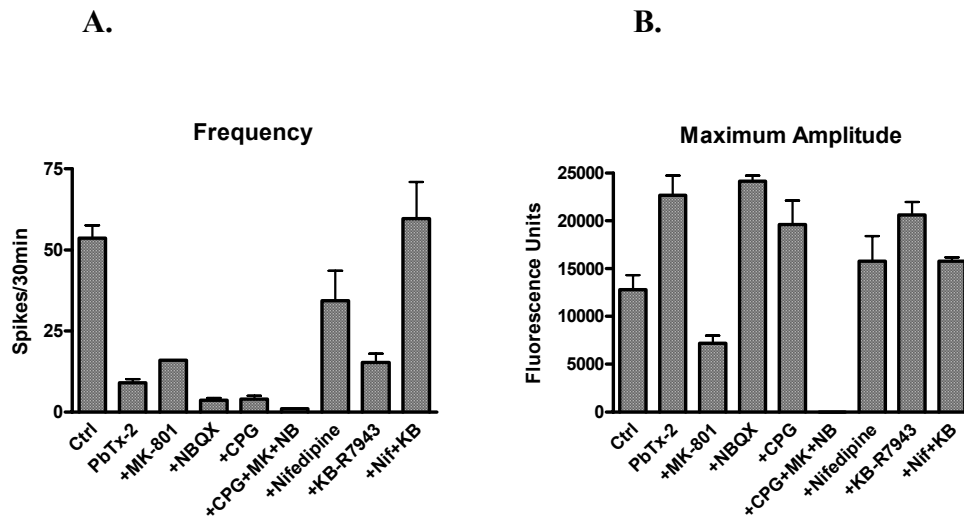 A.
B.
Frequency
Spikes/30min
75
50
25
0
Ctrl
PbTx-2
+MK-801
+NBQX
+CPG
+CPG+MK+NB
+Nifedipine
+KB-R7943
+Nif+KB
Maximum Amplitude
Fluorescence Units
25000
20000
15000
10000
5000
0
Ctrl
PbTx-2
+MK-801
+NBQX
+CPG
+CPG+MK+NB
+Nifedipine
+KB-R7943
+Nif+KB